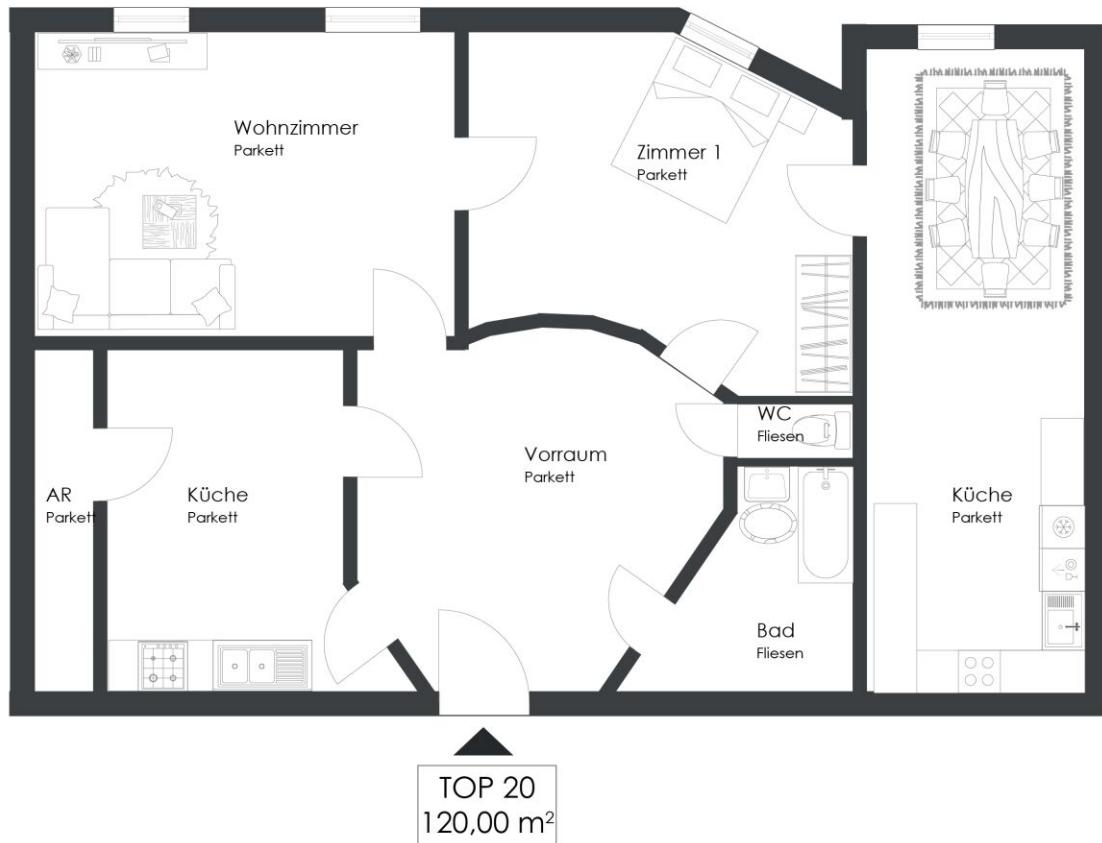 Wohnzimmer
Parkett
Zimmer 1
Parkett
WC
Fliesen
Vorraum
Parkett
AR
Parkett
Küche
Parkett
Küche
Parkett
Bad
Fliesen
TOP 20
120,00 m²